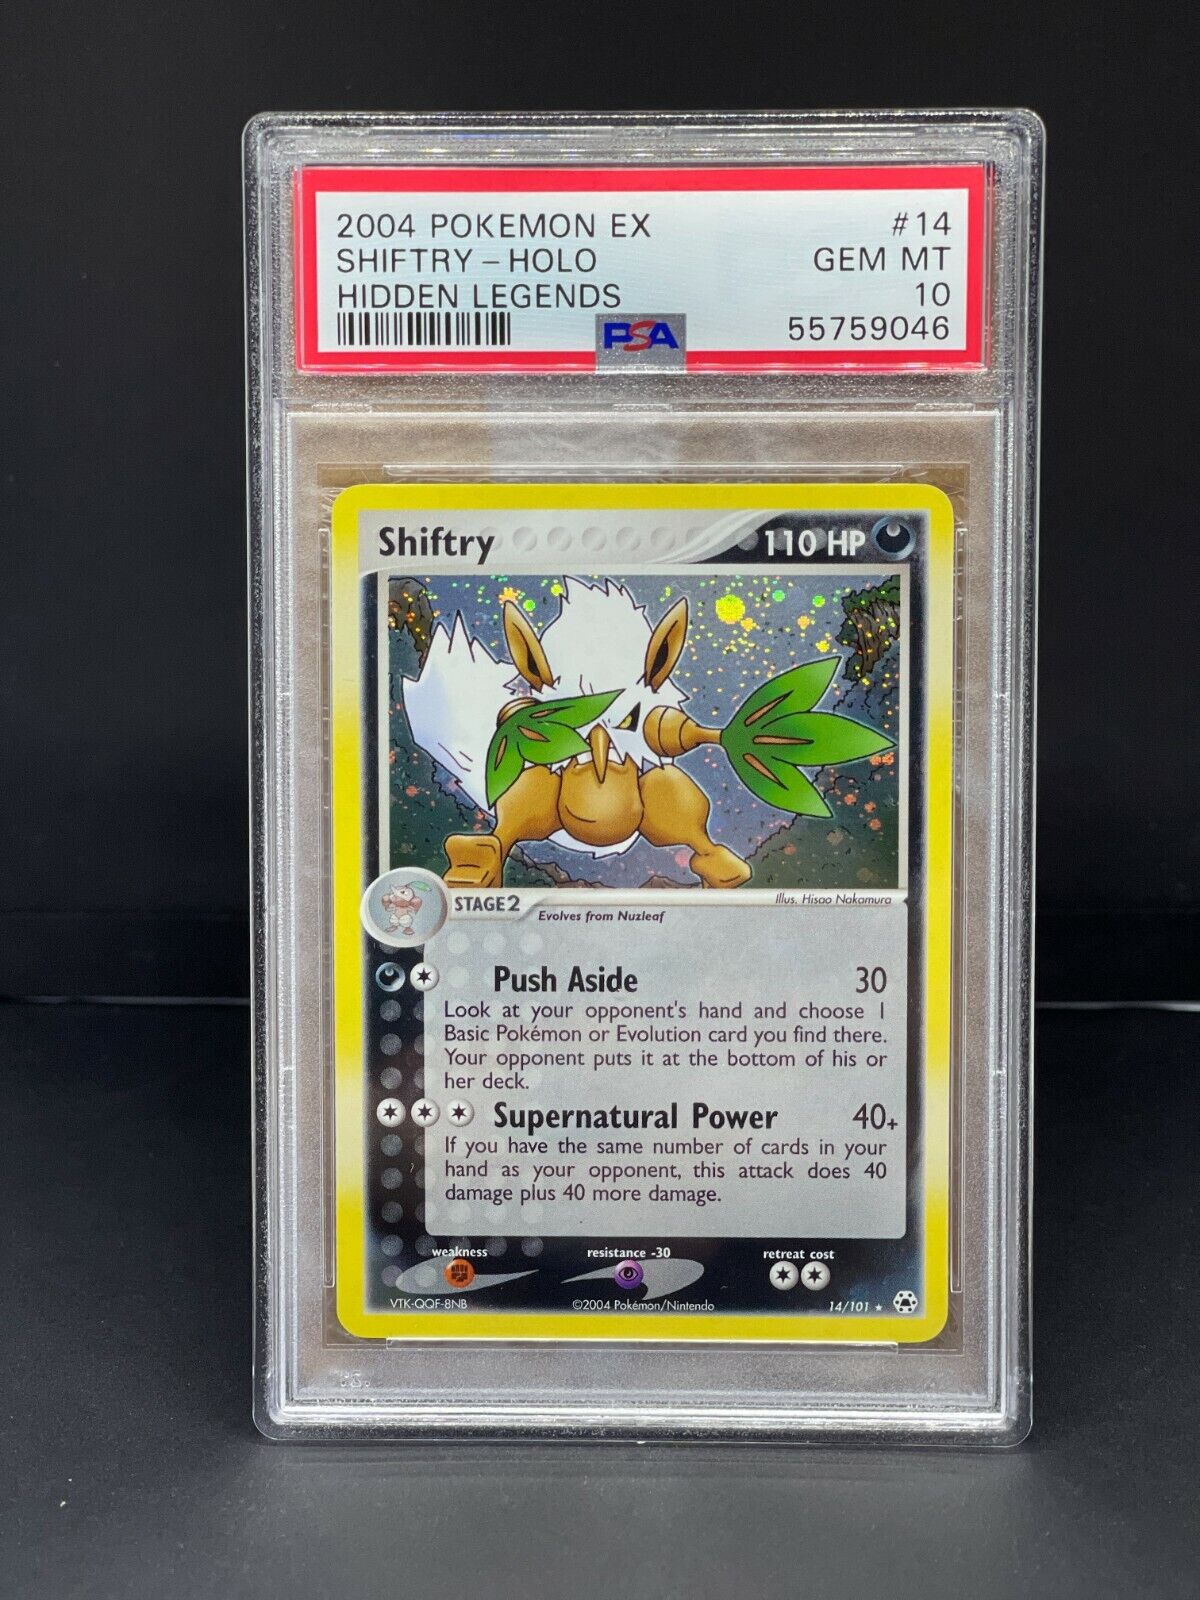 2004 POKEMON EX #14
SHIFTRY - HOLO GEM MT
HIDDEN LEGENDS 10
PSA 55759046
Shiftry 110 HP
Illus. Hisao Nakamura
STAGE2
Evolves from Nuzleaf
Push Aside 30
Look at your opponent's hand and choose 1
Basic Pokémon or Evolution card you find there.
Your opponent puts it at the bottom of his or
her deck.
Supernatural Power 40+
If you have the same number of cards in your
hand as your opponent, this attack does 40
damage plus 40 more damage.
weakness resistance -30 retreat cost
VTK-QQF-8NB ©2004 Pokémon/Nintendo 14/101 ★